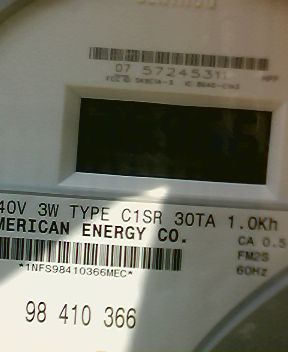 07 5724531
40V 3W TYPE C1SR 30TA 1.0Kh
MERICAN ENERGY CO.
CA 0.5
FM2S
*1NFS98410366MEC*
60Hz
98 410 366